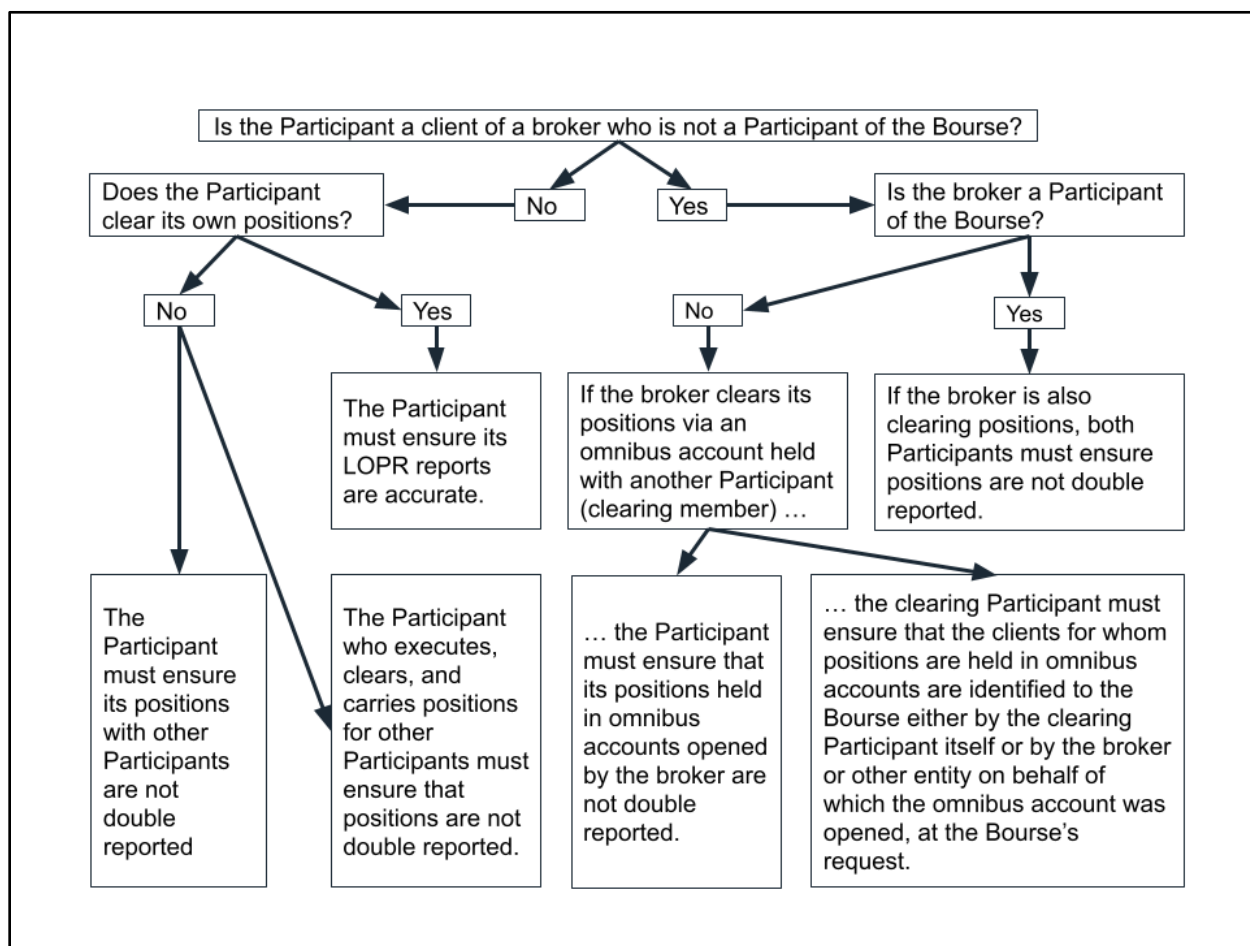 Is the Participant a client of a broker who is not a Participant of the Bourse?
Does the Participant
clear its own positions?
No
Yes
Is the broker a Participant
of the Bourse?
No
Yes
No
Yes
The Participant
must ensure its
LOPR reports
are accurate.
If the broker clears its
positions via an
omnibus account held
with another Participant
(clearing member) …
If the broker is also
clearing positions, both
Participants must ensure
positions are not double
reported.
The
Participant
must ensure
its positions
with other
Participants
are not
double
reported
The Participant
who executes,
clears, and
carries positions
for other
Participants must
ensure that
positions are not
double reported.
… the Participant
must ensure that
its positions held
in omnibus
accounts opened
by the broker are
not double
reported.
… the clearing Participant must
ensure that the clients for whom
positions are held in omnibus
accounts are identified to the
Bourse either by the clearing
Participant itself or by the broker
or other entity on behalf of
which the omnibus account was
opened, at the Bourse’s
request.